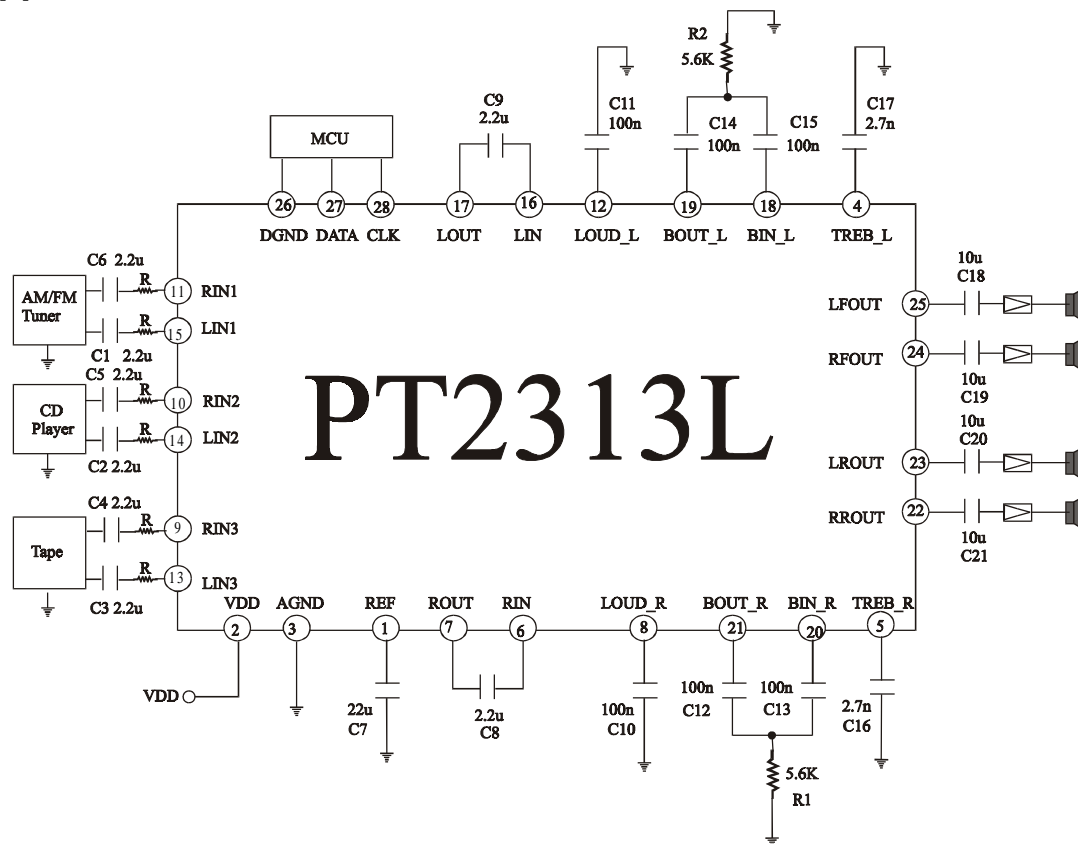 R2
5.6K
C9
2.2u
C11
100n
C14
100n
C15
100n
C17
2.7n
MCU
26
27
28
17
16
12
19
18
4
DGND
DATA
CLK
LOUT
LIN
LOUD_L
BOUT_L
BIN_L
TREB_L
AM/FM
Tuner
C6 2.2u
R
11
RIN1
R
15
LIN1
C1 2.2u
CD
Player
C5 2.2u
R
10
RIN2
R
14
LIN2
C2 2.2u
Tape
C4 2.2u
R
9
RIN3
R
13
LIN3
C3 2.2u
PT2313L
LFOUT
25
10u
C18
RFOUT
24
10u
C19
LROUT
23
10u
C20
RROUT
22
10u
C21
VDD
AGND
REF
ROUT
RIN
LOUD_R
BOUT_R
BIN_R
TREB_R
2
3
1
7
6
8
21
20
5
VDD
22u
C7
2.2u
C8
100n
C10
100n
C12
100n
C13
2.7n
C16
5.6K
R1